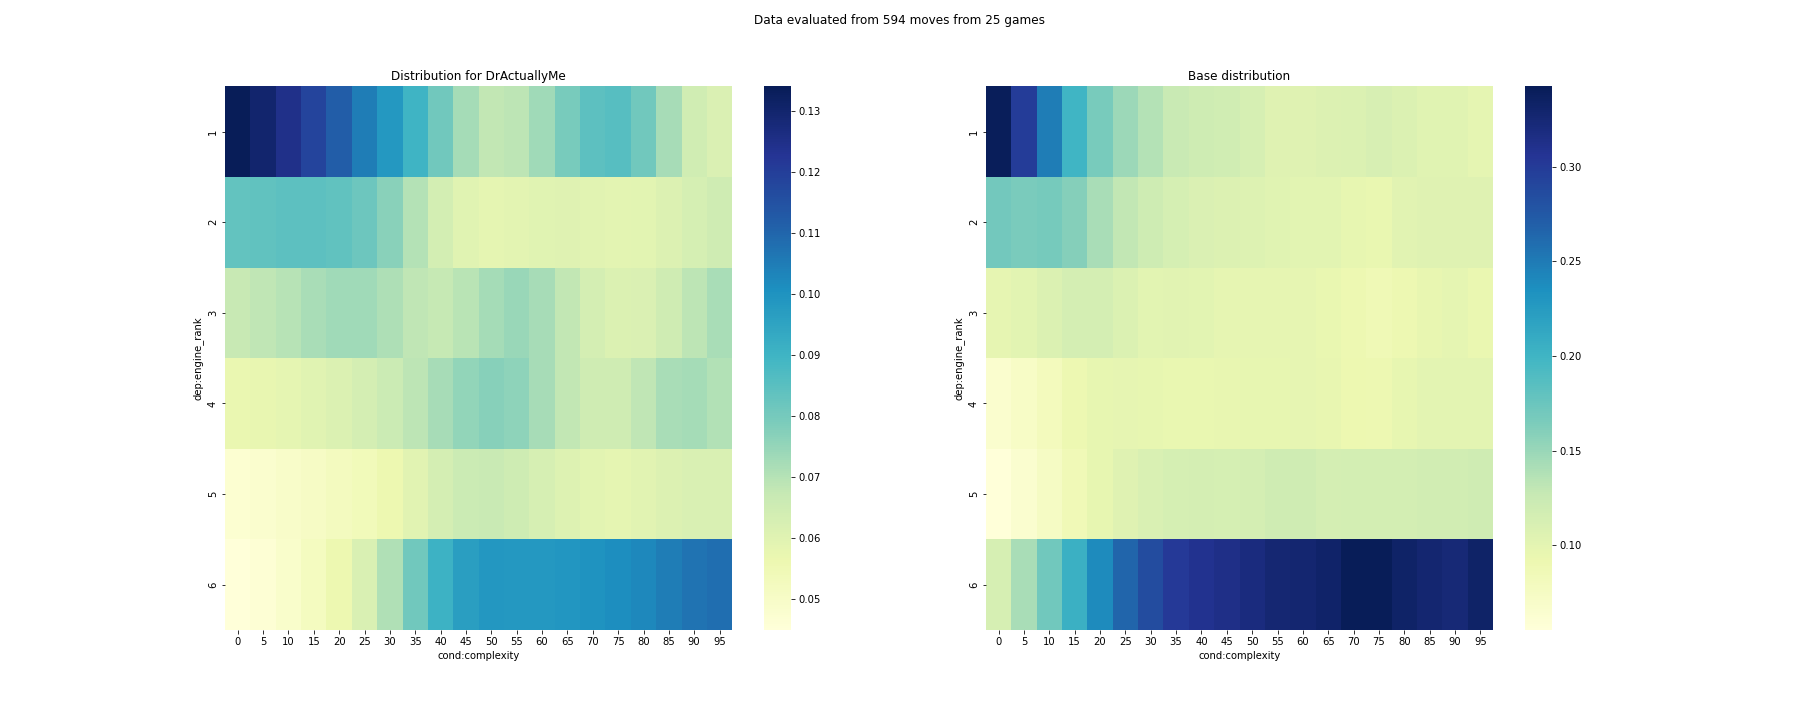 Data evaluated from 594 moves from 25 games
Distribution for DrActuallyMe
dep:engine_rank
1
2
3
4
5
6
0 5 10 15 20 25 30 35 40 45 50 55 60 65 70 75 80 85 90 95
cond:complexity
0.13
0.12
0.11
0.10
0.09
0.08
0.07
0.06
0.05
Base distribution
dep:engine_rank
1
2
3
4
5
6
0 5 10 15 20 25 30 35 40 45 50 55 60 65 70 75 80 85 90 95
cond:complexity
0.30
0.25
0.20
0.15
0.10